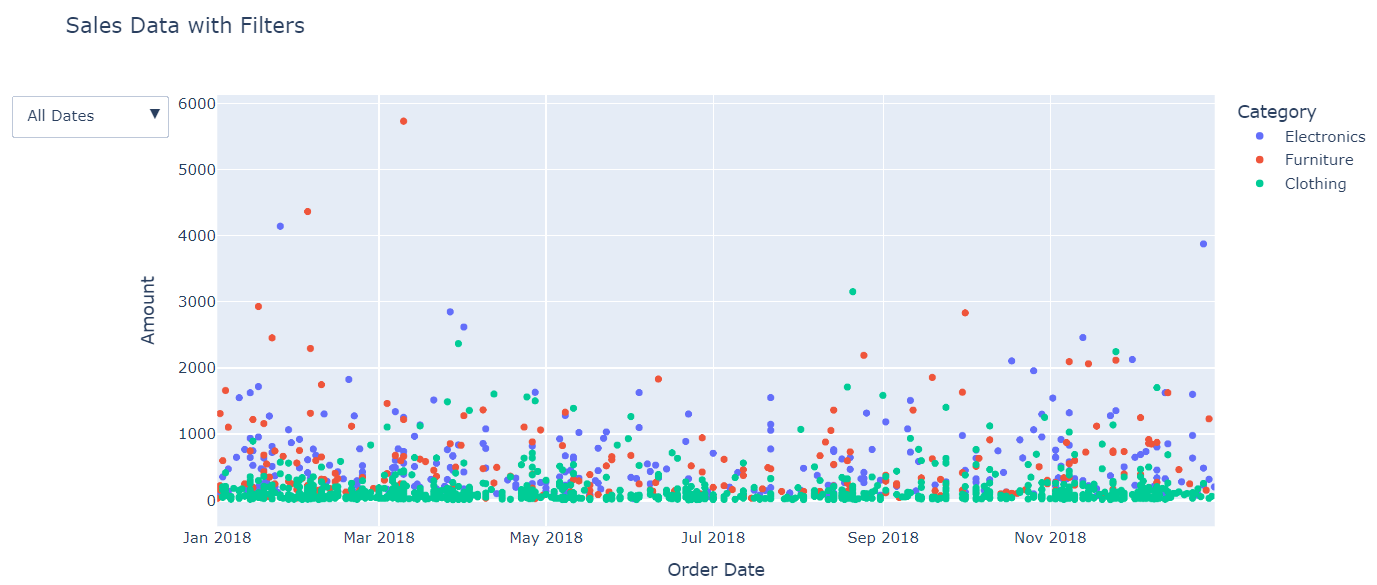 Sales Data with Filters
All Dates
6000
5000
4000
3000
2000
1000
0
Amount
Jan 2018
Mar 2018
May 2018
Jul 2018
Sep 2018
Nov 2018
Order Date
Category
Electronics
Furniture
Clothing